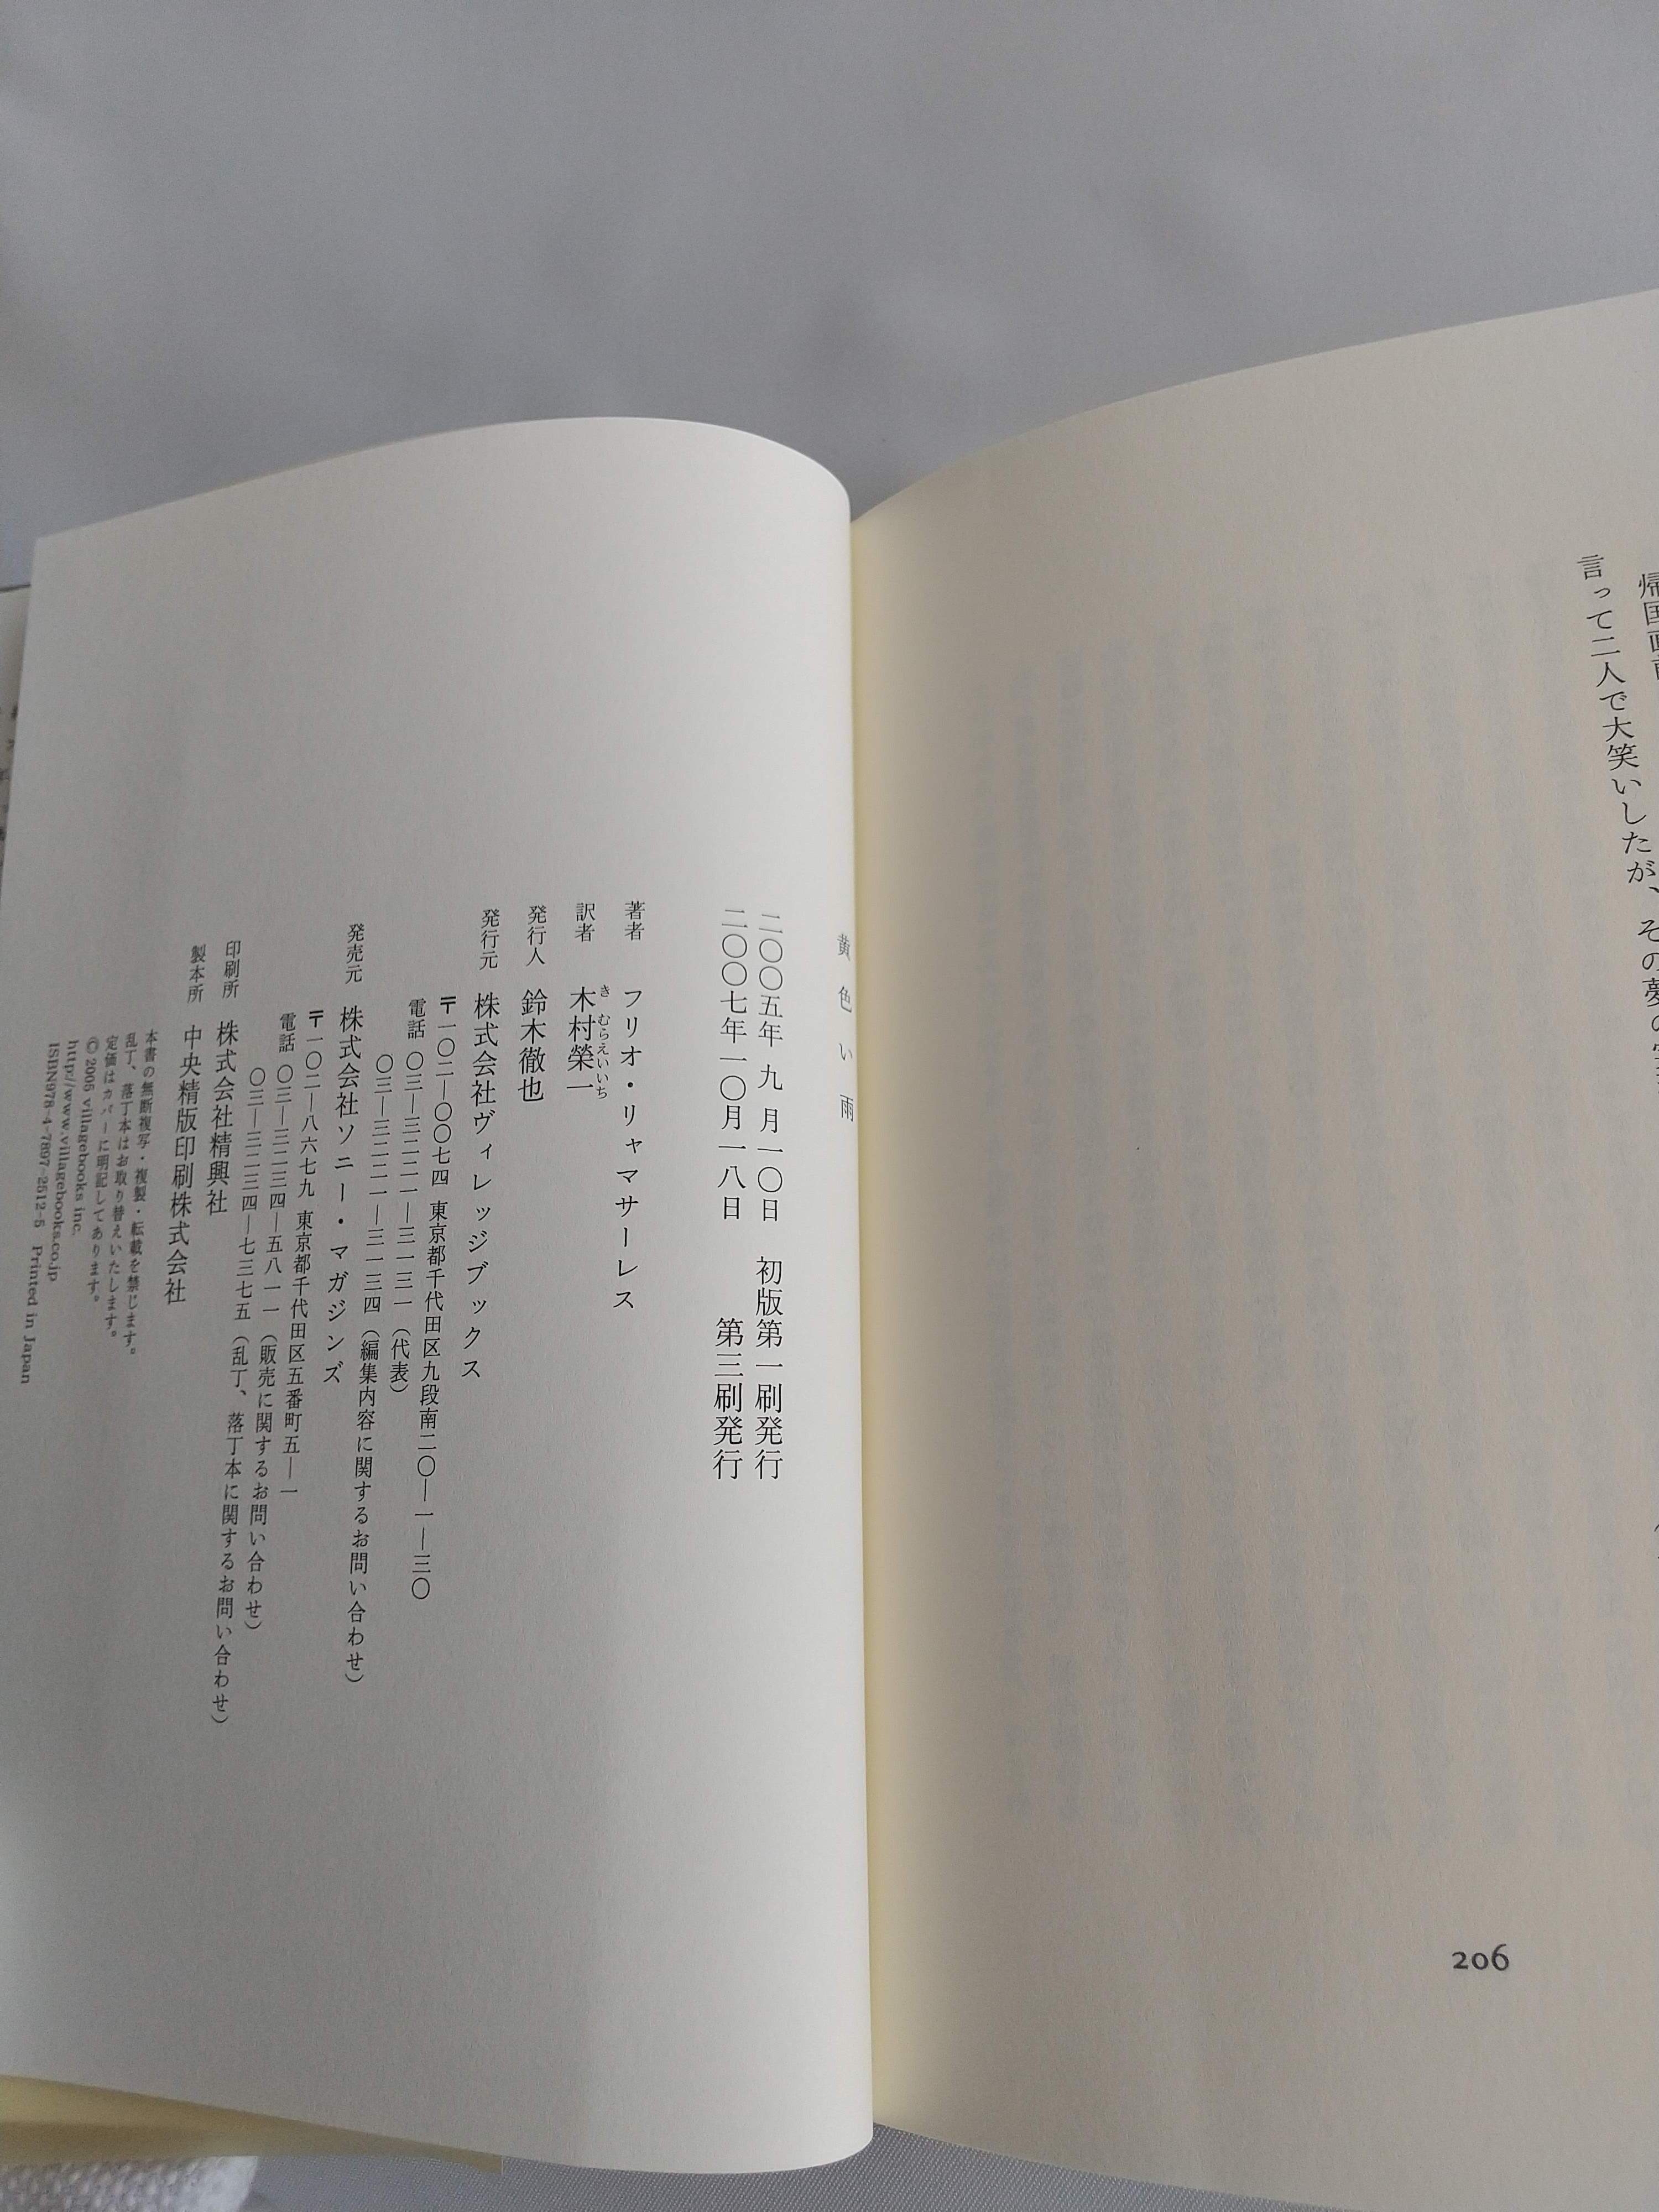 帰国
言って二人で大笑いしたが、その夢の
206
黄色い雨
二〇〇五年 九 月一〇日 初版第一刷発行
二〇〇七年一〇月一八日 第三刷発行
著者 フリオ・リャマサーレス
訳者 木村榮一
き むらえいいち
発行人 鈴木徹也
発行元 株式会社ヴィレッジブックス
〒一〇二―〇〇七四 東京都千代田区九段南二〇―一―三〇
電話 〇三―三二二一―三一三一（代表）
〇三―三二二一―三一三四（編集内容に関するお問い合わせ）
発売元 株式会社ソニー・マガジンズ
〒一〇二―八六七九 東京都千代田区五番町五―一
電話 〇三―三二三四―五八一一（販売に関するお問い合わせ）
〇三―三二三四―七三七五（乱丁、落丁本に関するお問い合わせ）
印刷所 株式会社精興社
製本所 中央精版印刷株式会社
本書の無断複写・複製・転載を禁じます。
乱丁、落丁本はお取り替えいたします。
定価はカバーに明記してあります。
©2005 villagebooks inc.
http://www.villagebooks.co.jp
ISBN978-4-7897-2512-5 Printed in Japan